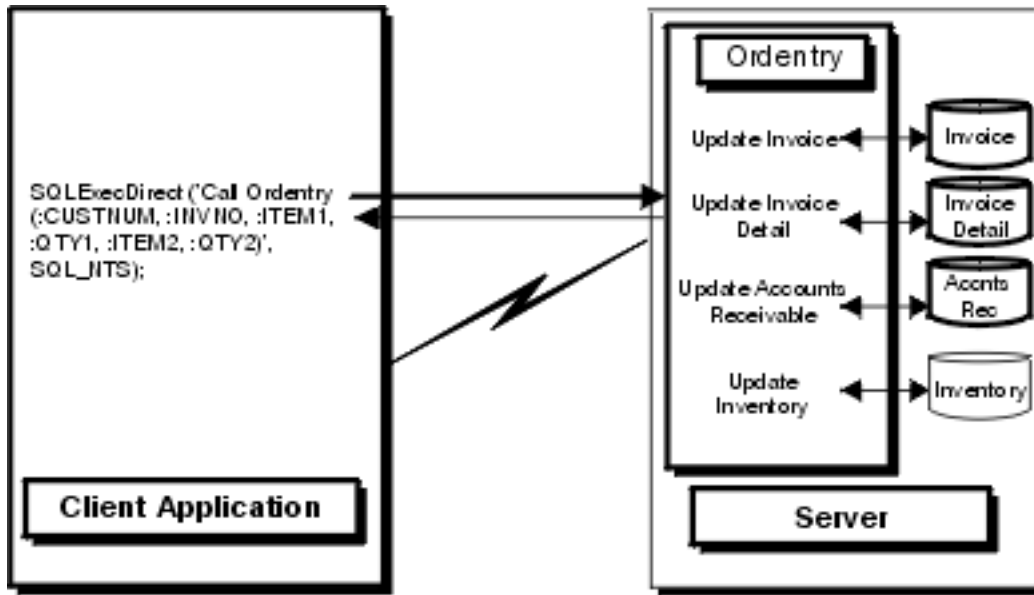 SQLExecDirect ('Call Ordentry
(:CUSTNUM, :INVNO, :ITEM1,
:QTY1, :ITEM2, :QTY2)',
SQL_NTS);
Client Application
Ordentry
Update Invoice
Invoice
Update Invoice
Detail
Invoice
Detail
Update Accounts
Receivable
Accnts
Rec
Update
Inventory
Inventory
Server